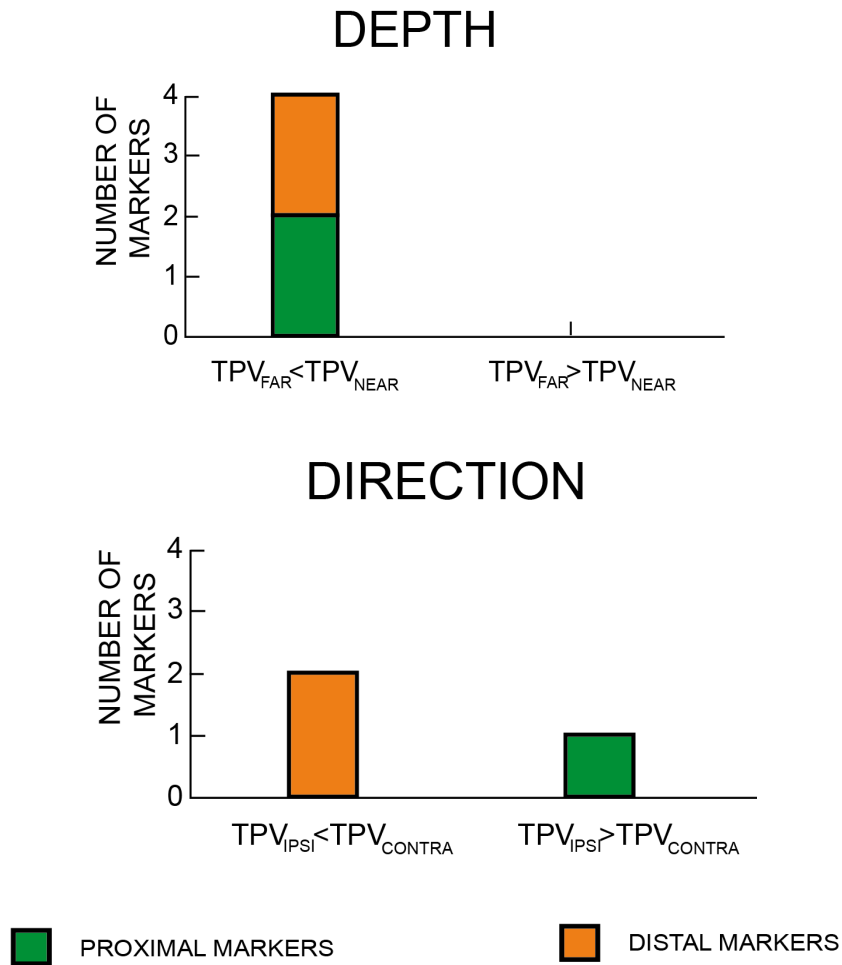 DEPTH
NUMBER OF
MARKERS
4
3
2
1
0
TPVFAR<TPVNEAR
TPVFAR>TPVNEAR
DIRECTION
NUMBER OF
MARKERS
4
3
2
1
0
TPVIPSI<TPVCONTRA
TPVIPSI>TPVCONTRA
PROXIMAL MARKERS
DISTAL MARKERS